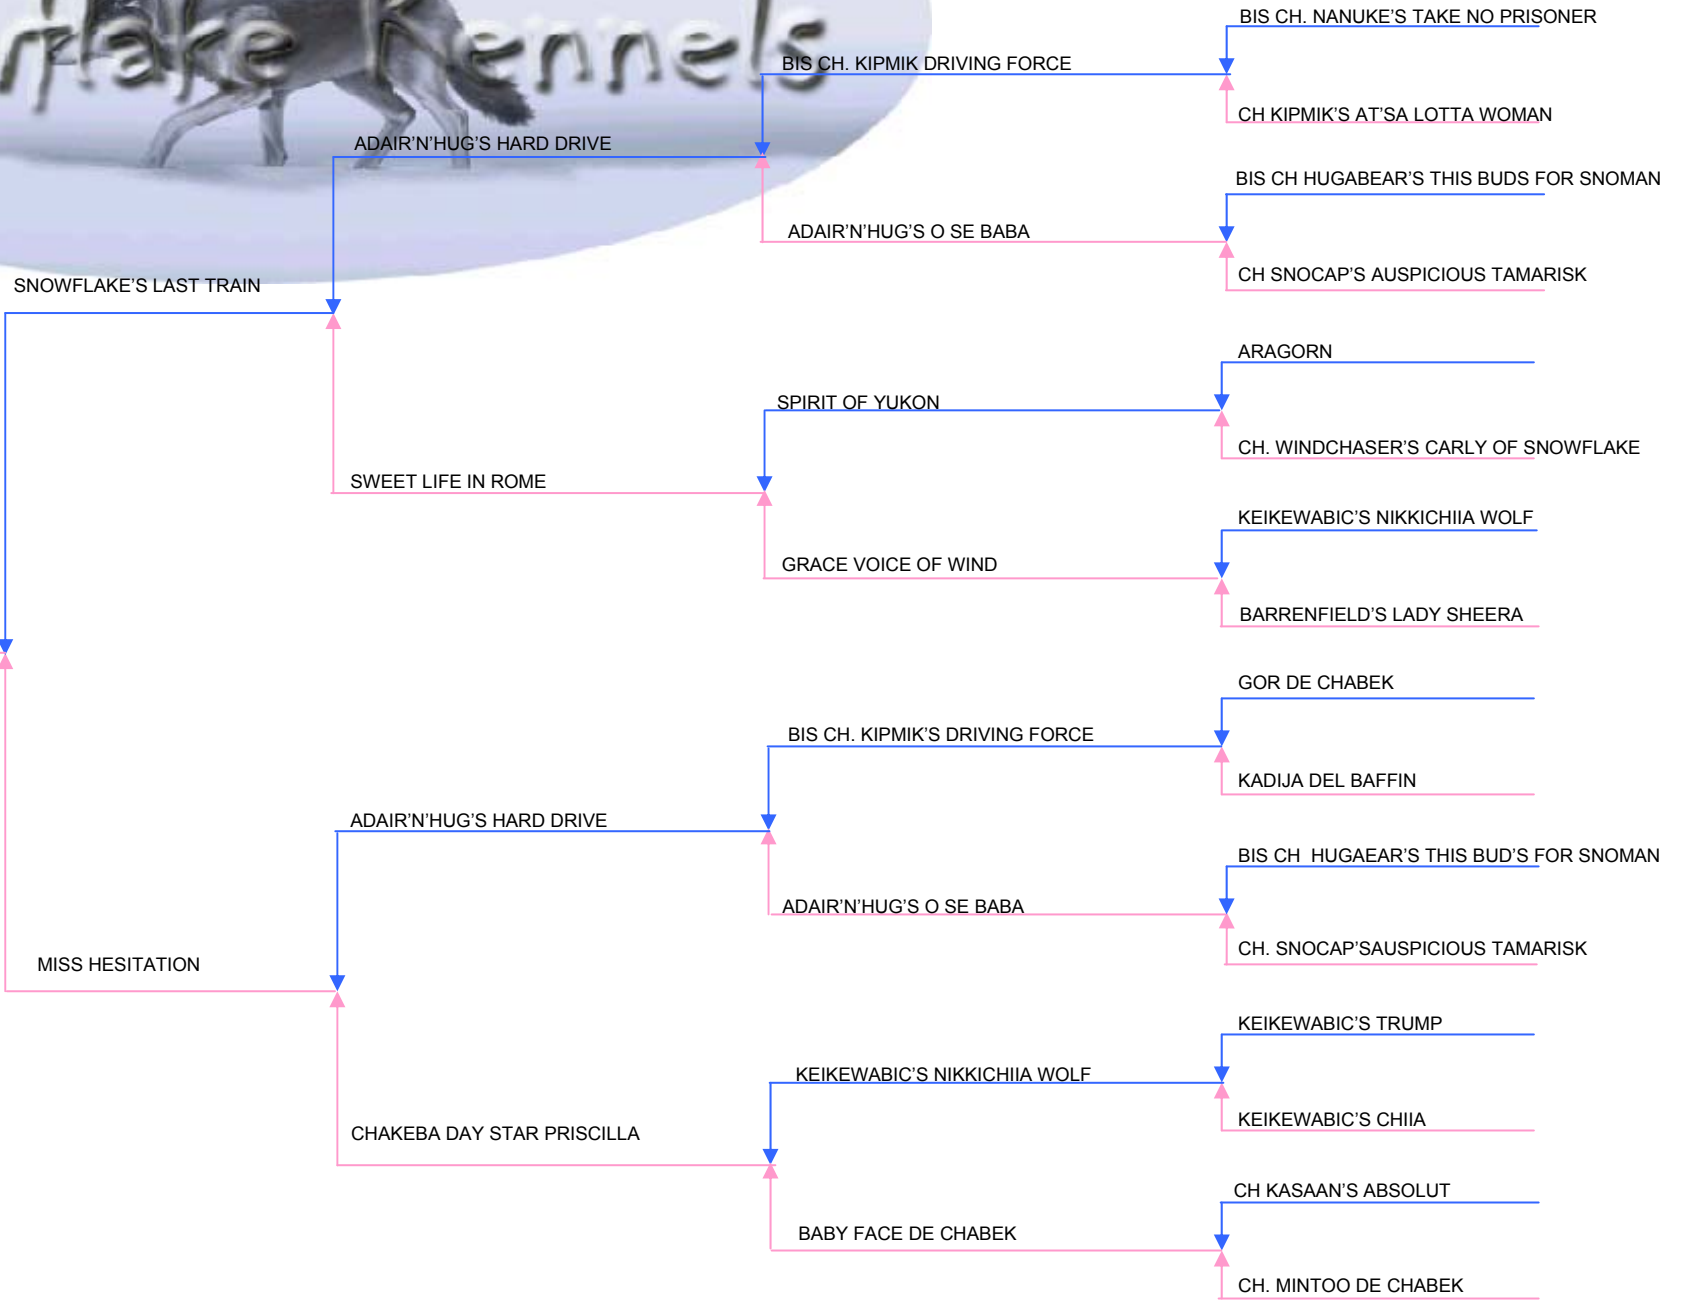 BIS CH. NANUKE'S TAKE NO PRISONER
Kennels
BIS CH. KIPMIK DRIVING FORCE
CH KIPMIK'S AT'SA LOTTA WOMAN
ADAIR'N'HUG'S HARD DRIVE
BIS CH HUGABEAR'S THIS BUDS FOR SNOMAN
ADAIR'N'HUG'S O SE BABA
CH SNOCAP'S AUSPICIOUS TAMARISK
SNOWFLAKE'S LAST TRAIN
ARAGORN
SPIRIT OF YUKON
CH. WINDCHASER'S CARLY OF SNOWFLAKE
SWEET LIFE IN ROME
KEIKEWABIC'S NIKKICHIIA WOLF
GRACE VOICE OF WIND
BARRENFIELD'S LADY SHEERA
GOR DE CHABEK
BIS CH. KIPMIK'S DRIVING FORCE
KADIJA DEL BAFFIN
ADAIR'N'HUG'S HARD DRIVE
BIS CH  HUGAEAR'S THIS BUD'S FOR SNOMAN
ADAIR'N'HUG'S O SE BABA
CH. SNOCAP'SAUSPICIOUS TAMARISK
MISS HESITATION
KEIKEWABIC'S TRUMP
KEIKEWABIC'S NIKKICHIIA WOLF
KEIKEWABIC'S CHIIA
CHAKEBA DAY STAR PRISCILLA
CH KASAAN'S ABSOLUT
BABY FACE DE CHABEK
CH. MINTOO DE CHABEK